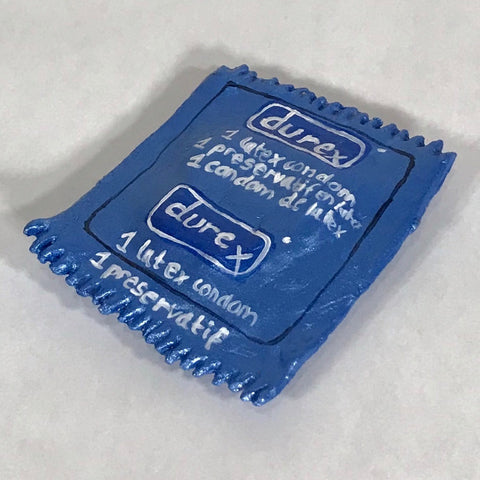 durex
1 latex condom
1 preservatif en latex
1 condom de latex
durex
1 latex condom
1 preservatif